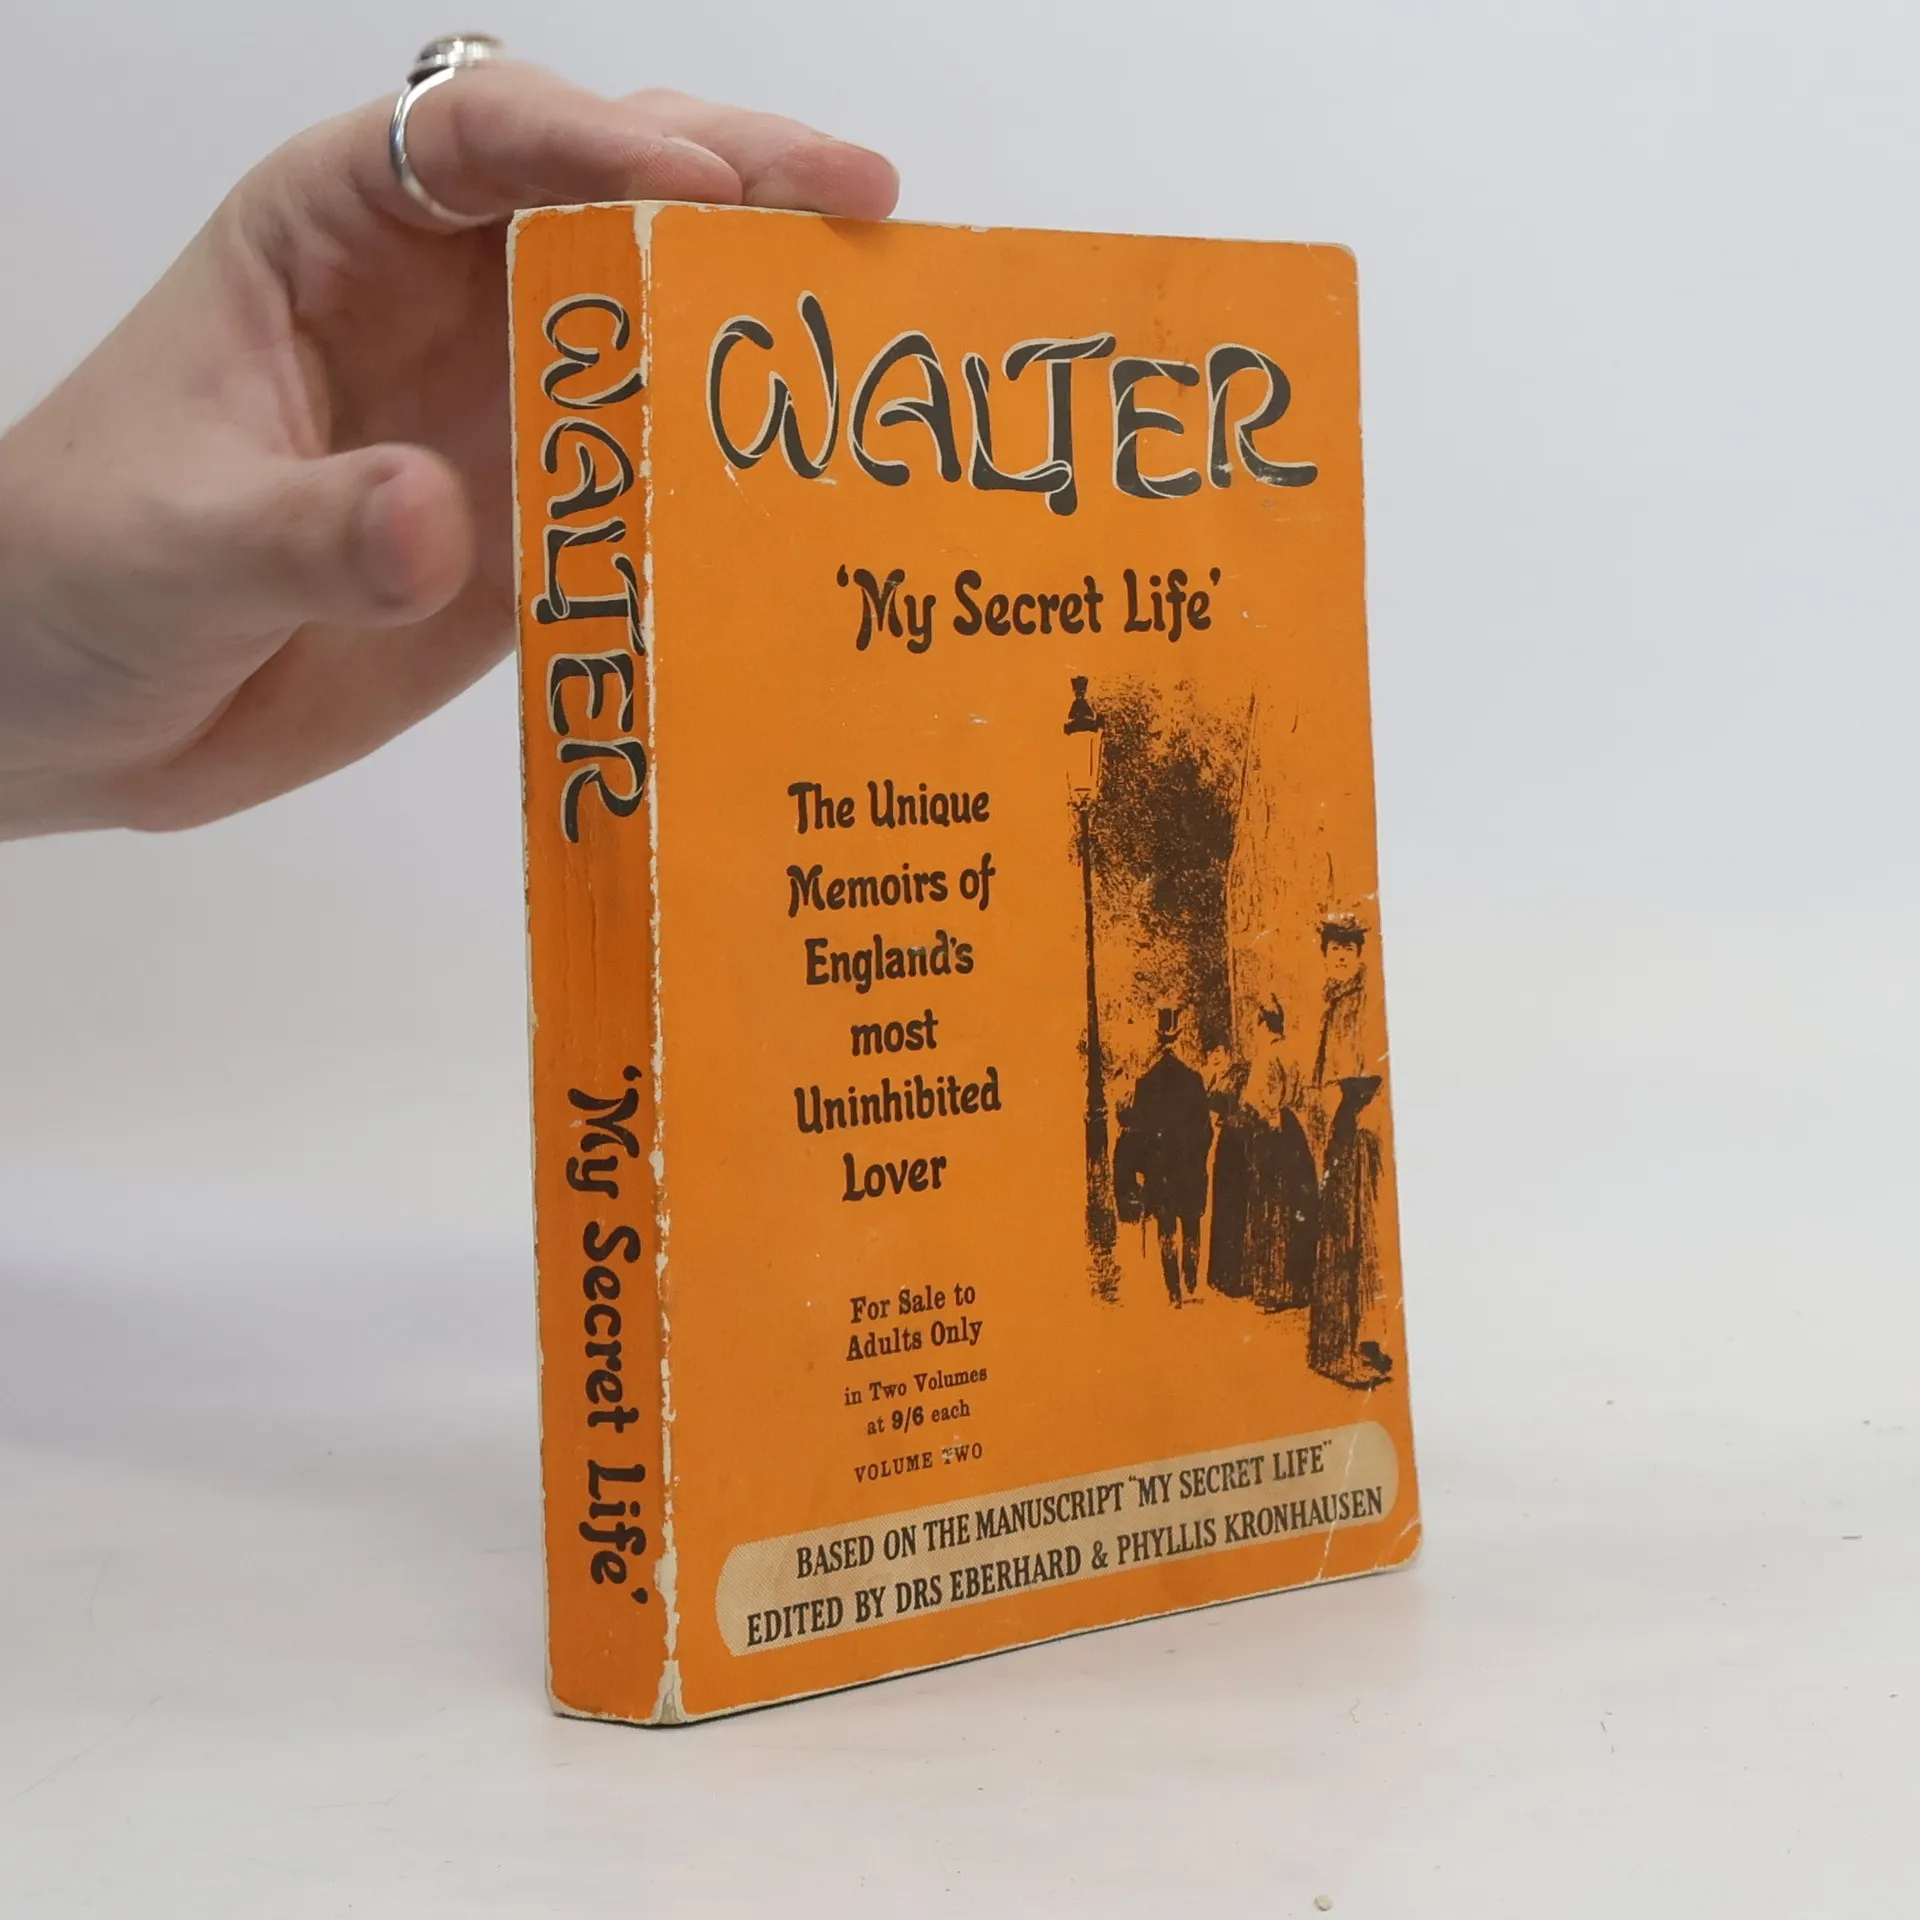 WALTER
'My Secret Life'
WALTER
'My Secret Life'
The Unique
Memoirs of
England's
most
Uninhibited
Lover
For Sale to
Adults Only
in Two Volumes
at 9/6 each
VOLUME TWO
BASED ON THE MANUSCRIPT "MY SECRET LIFE"
EDITED BY DRS EBERHARD & PHYLLIS KRONHAUSEN